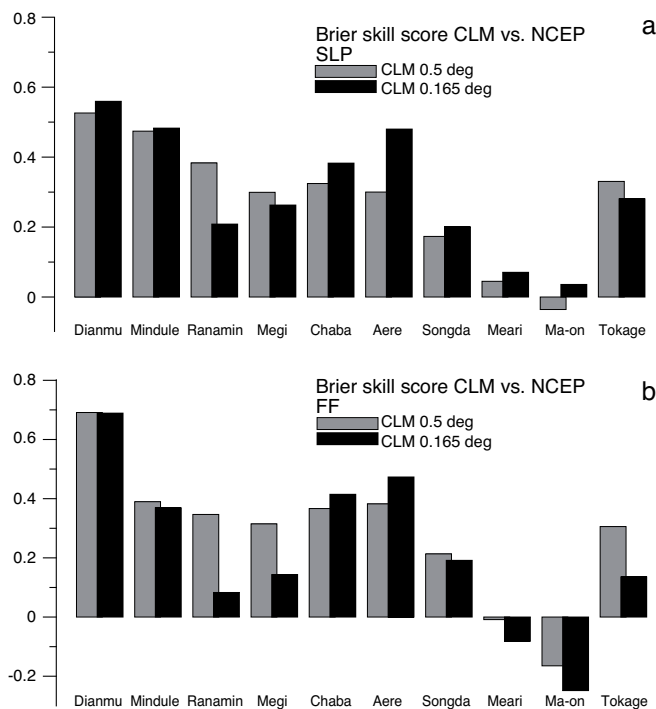 0.8
Brier skill score CLM vs. NCEP
a
SLP
CLM 0.5 deg
CLM 0.165 deg
0.6
0.4
0.2
0
Dianmu Mindule Ranamin Megi Chaba Aere Songda Meari Ma-on Tokage
0.8
Brier skill score CLM vs. NCEP
b
FF
CLM 0.5 deg
CLM 0.165 deg
0.6
0.4
0.2
0
-0.2
Dianmu Mindule Ranamin Megi Chaba Aere Songda Meari Ma-on Tokage